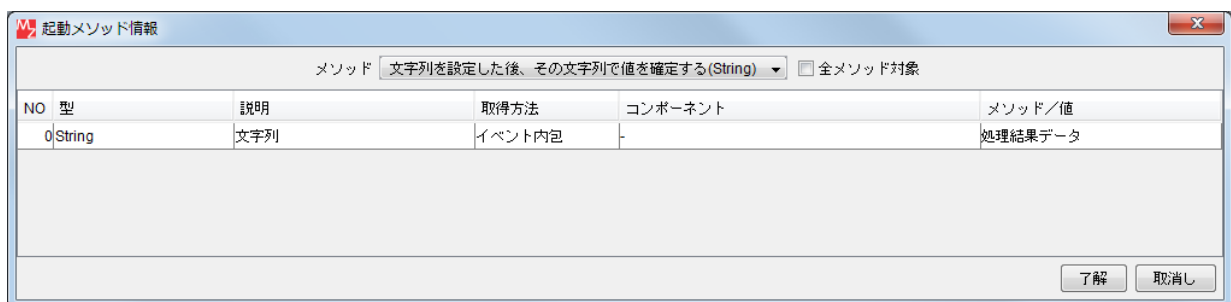 起動メソッド情報
メソッド 文字列を設定した後、その文字列で値を確定する(String) 全メソッド対象
NO 型 説明 取得方法 コンポーネント メソッド／値
0 String 文字列 イベント内包 - 処理結果データ
了解 取消し